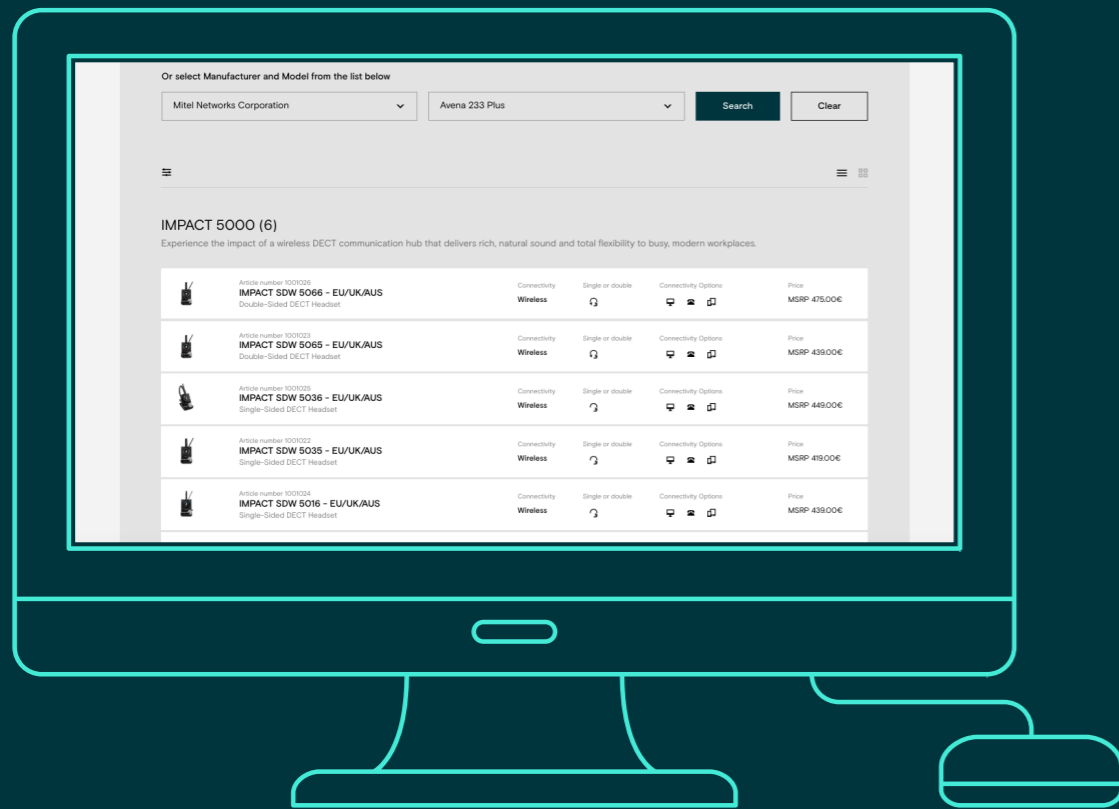 Or select Manufacturer and Model from the list below
Mitel Networks Corporation
Avena 233 Plus
Search
Clear
IMPACT 5000 (6)
Experience the impact of a wireless DECT communication hub that delivers rich, natural sound and total flexibility to busy, modern workplaces.
Article number 1001026
IMPACT SDW 5066 - EU/UK/AUS
Double-Sided DECT Headset
Connectivity
Wireless
Single or double
Connectivity Options
Price
MSRP 475.00€
Article number 1001023
IMPACT SDW 5065 - EU/UK/AUS
Double-Sided DECT Headset
Connectivity
Wireless
Single or double
Connectivity Options
Price
MSRP 439.00€
Article number 1001025
IMPACT SDW 5036 - EU/UK/AUS
Single-Sided DECT Headset
Connectivity
Wireless
Single or double
Connectivity Options
Price
MSRP 449.00€
Article number 1001022
IMPACT SDW 5035 - EU/UK/AUS
Single-Sided DECT Headset
Connectivity
Wireless
Single or double
Connectivity Options
Price
MSRP 419.00€
Article number 1001024
IMPACT SDW 5016 - EU/UK/AUS
Single-Sided DECT Headset
Connectivity
Wireless
Single or double
Connectivity Options
Price
MSRP 439.00€